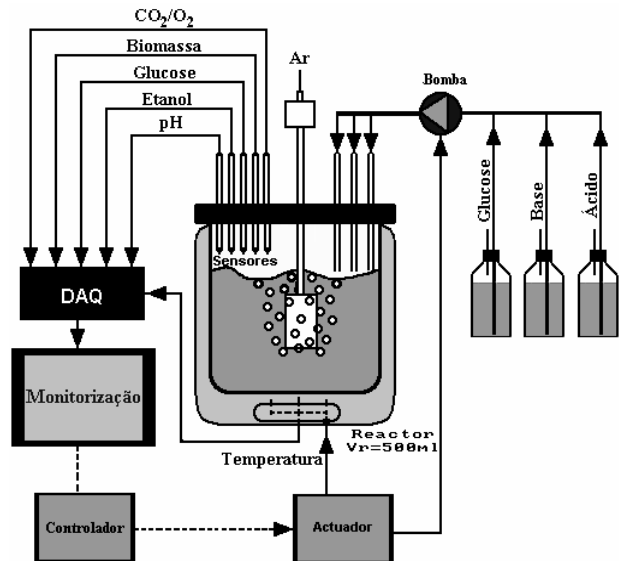 CO2/O2
Biomassa
Glucose
Etanol
pH
Ar
Bomba
Glucose
Base
Ácido
Sensores
DAQ
Monitorização
Reactor
Vr=500ml
Temperatura
Controlador
Actuador